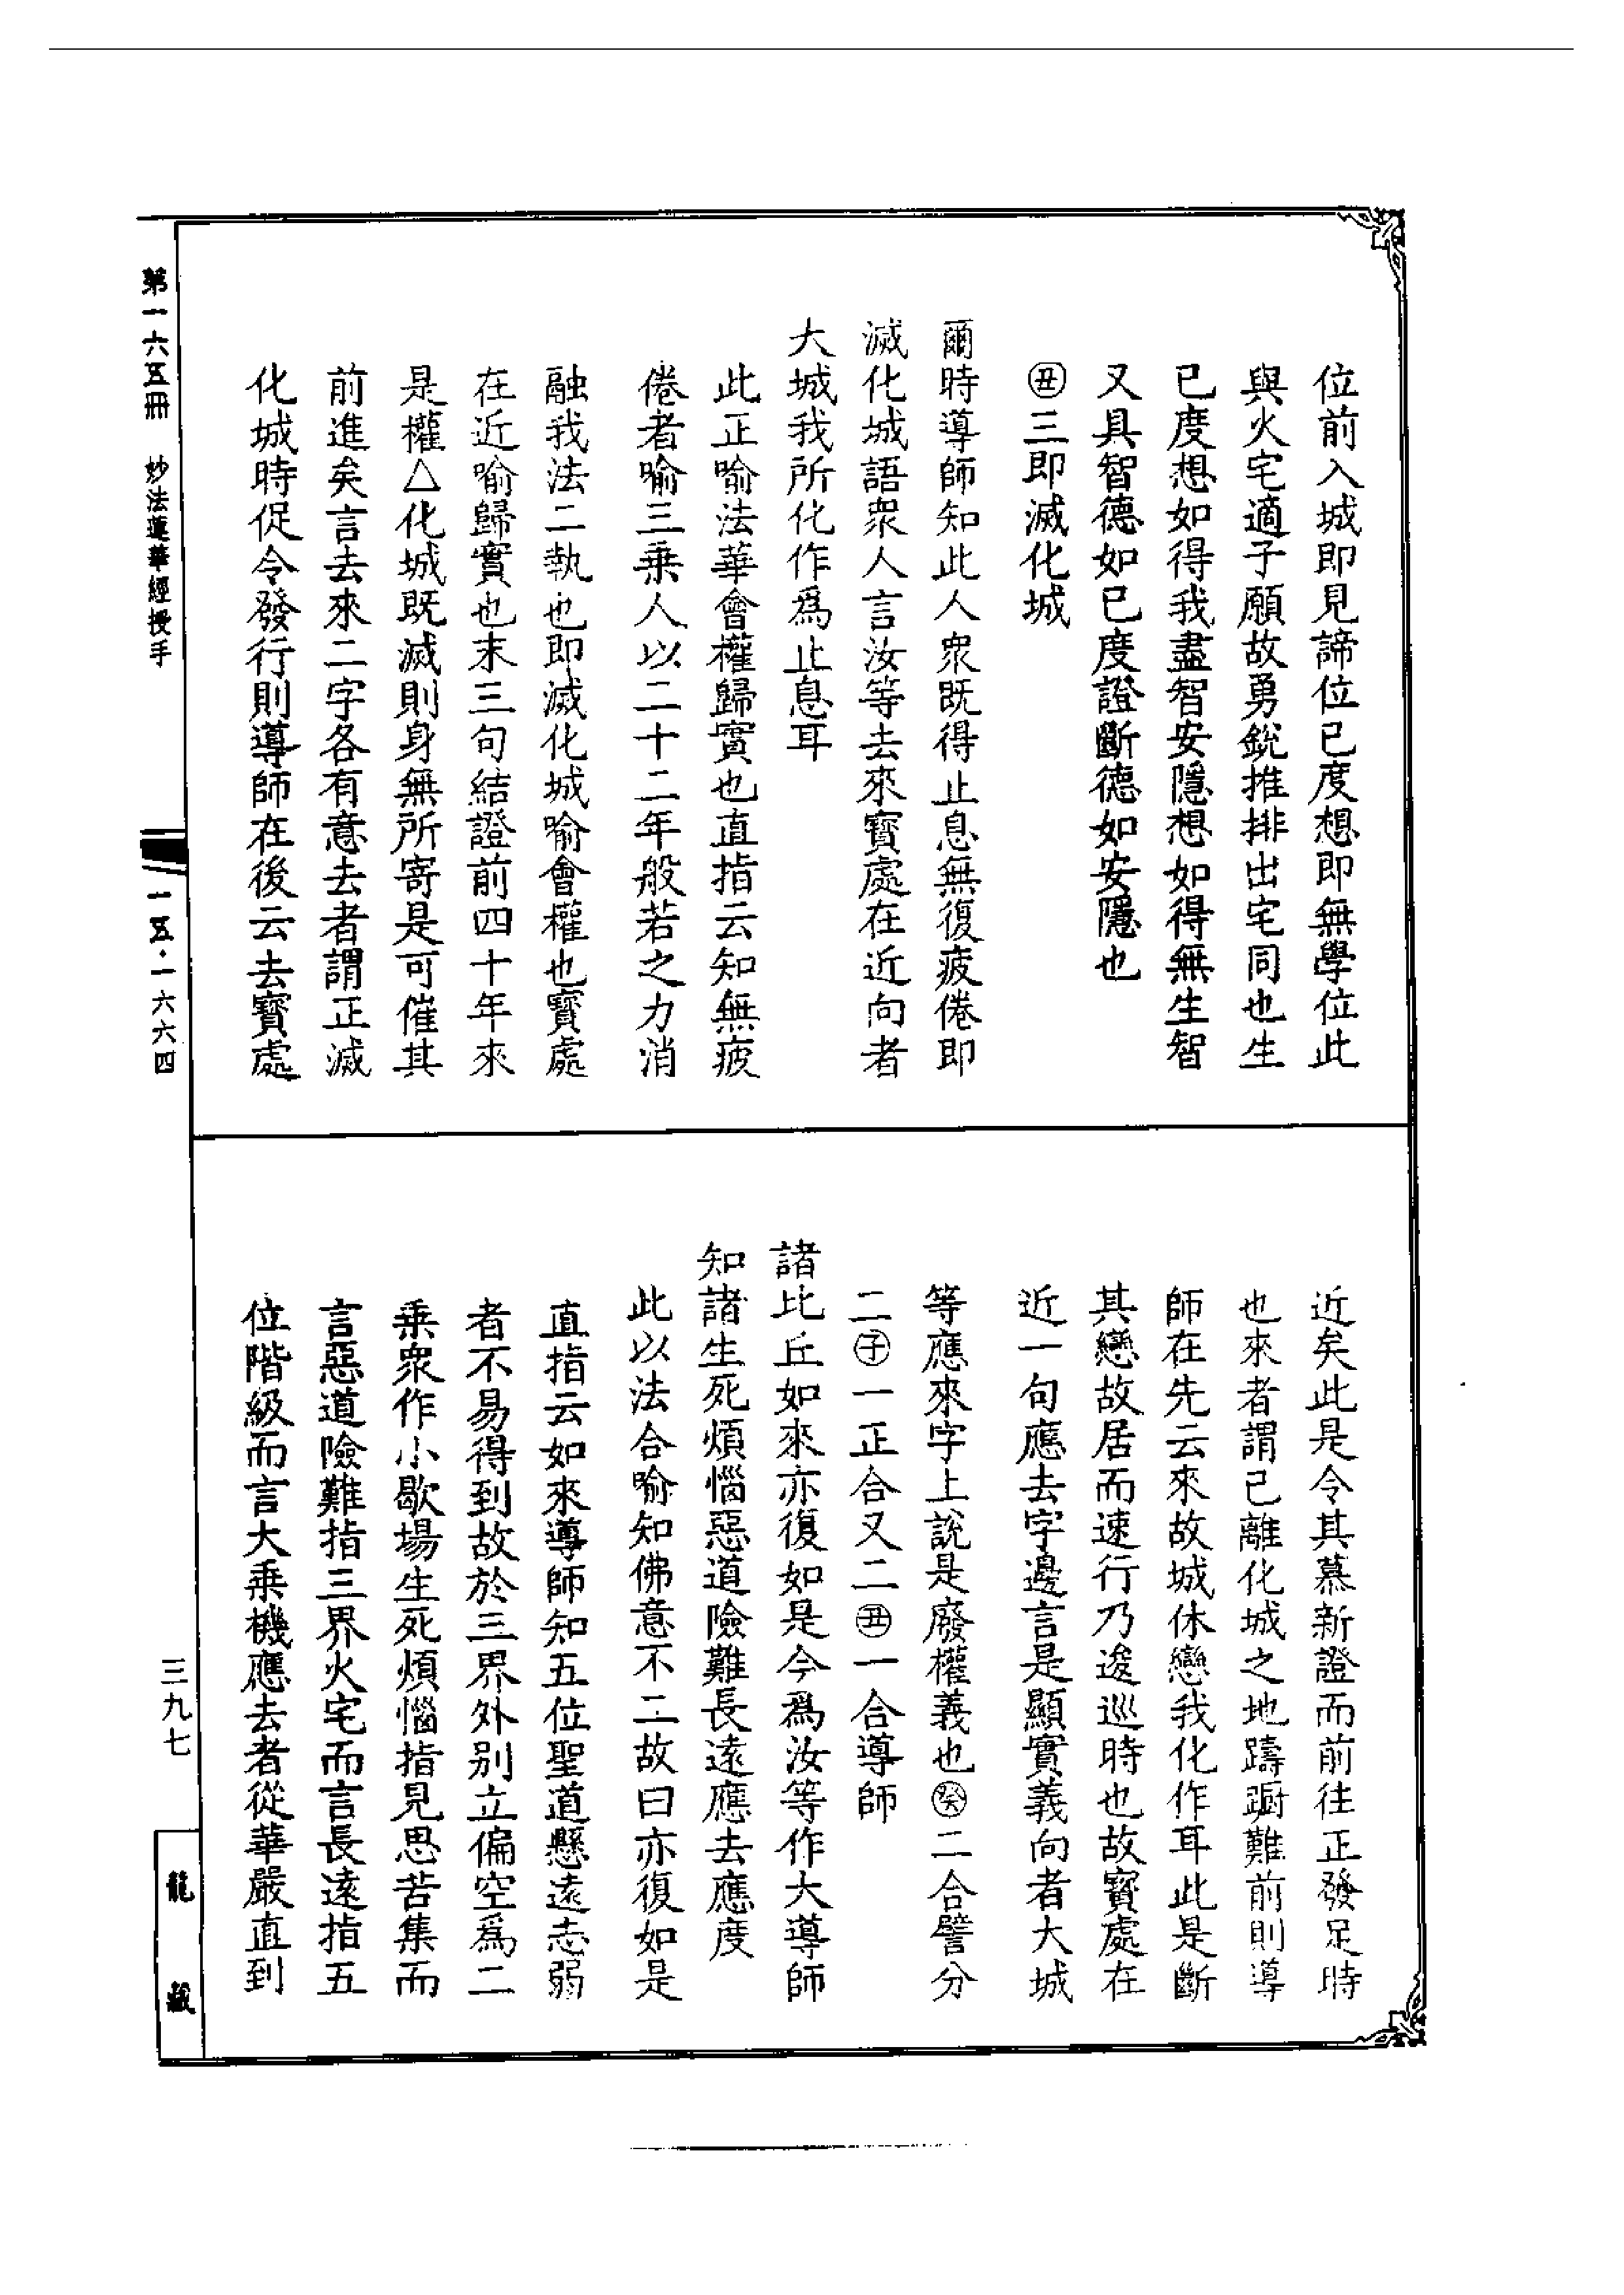 位前入城即見諦位已度想即無學位此
與火宅適子願故勇銳推排出宅同也生
已度想如得我盡智安隱想如得無生智
又具智德如已度證斷德如安隱也
㊄三即滅化城
爾時導師知此人衆既得止息無復疲倦即
滅化城語衆人言汝等去來寶處在近向者
大城我所化作爲止息耳
此正喻法華會權歸實也直指云知無疲
倦者喻三乗人以二十二年般若之力消
融我法二執也即滅化城喻會權也寶處
在近喻歸實也末三句結證前四十年來
是權△化城既滅則身無所寄是可催其
前進矣言去來二字各有意去者謂正滅
化城時促令發行則導師在後云去寶處
近矣此是令其慕新證而前往正發足時
也來者謂已離化城之地躊躕難前則導
師在先云來故城休戀我化作耳此是斷
其戀故居而速行乃逡巡時也故寶處在
近一句應去字邊言是顯實義向者大城
等應來字上說是廢權義也㊅二合譬分
二㊀一正合又二㊁一合導師
諸比丘如來亦復如是今爲汝等作大導師
知諸生死煩惱惡道險難長遠應去應度
此以法合喻知佛意不二故曰亦復如是
直指云如來導師知五位聖道懸遠志弱
者不易得到故於三界外別立偏空爲二
乗衆作小歇場生死煩惱指見思苦集而
言惡道險難指三界火宅而言長遠指五
位階級而言大乗機應去者從華嚴直到
第一六五冊　妙法蓮華經授手
一五·一六六四
三九七
龍藏